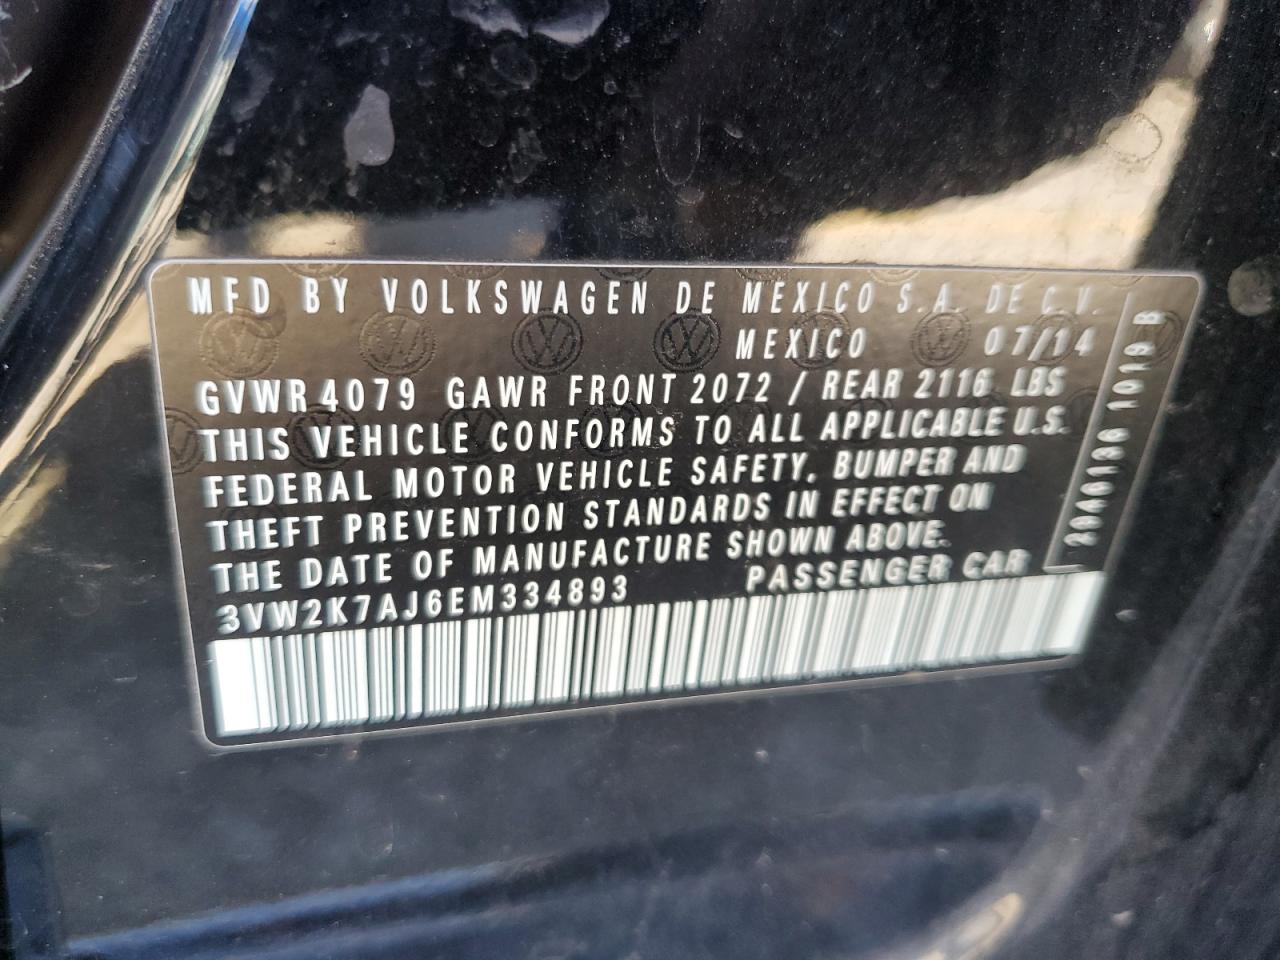 MFD BY VOLKSWAGEN DE MEXICO S.A. DE C.V.
MEXICO 07/14
GVWR 4079 GAWR FRONT 2072 / REAR 2116 LBS
THIS VEHICLE CONFORMS TO ALL APPLICABLE U.S.
FEDERAL MOTOR VEHICLE SAFETY, BUMPER AND
THEFT PREVENTION STANDARDS IN EFFECT ON
THE DATE OF MANUFACTURE SHOWN ABOVE.
3VW2K7AJ6EM334893 PASSENGER CAR
1019 B